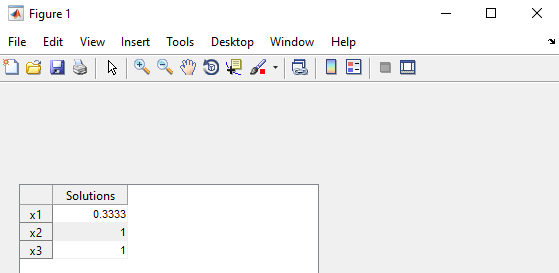 Figure 1
File Edit View Insert Tools Desktop Window Help
Solutions
x1 0.3333
x2 1
x3 1